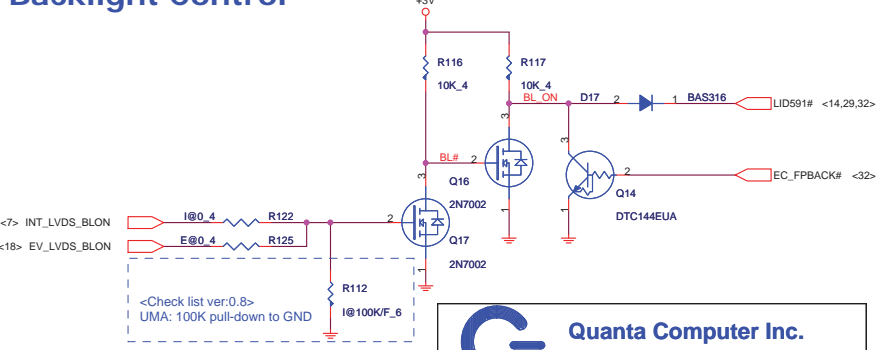 Backlight Control
+3V
R116
10K_4
R117
10K_4
BL_ON
D17
2
1
BAS316
LID591# <14,29,32>
3
3
BL#
2
2
EC_FPBACK# <32>
Q16
2N7002
Q14
DTC144EUA
1
1
3
<7> INT_LVDS_BLON
I@0_4
R122
2
<18> EV_LVDS_BLON
E@0_4
R125
Q17
2N7002
1
R112
I@100K/F_6
<Check list ver:0.8>
UMA: 100K pull-down to GND
Quanta Computer Inc.